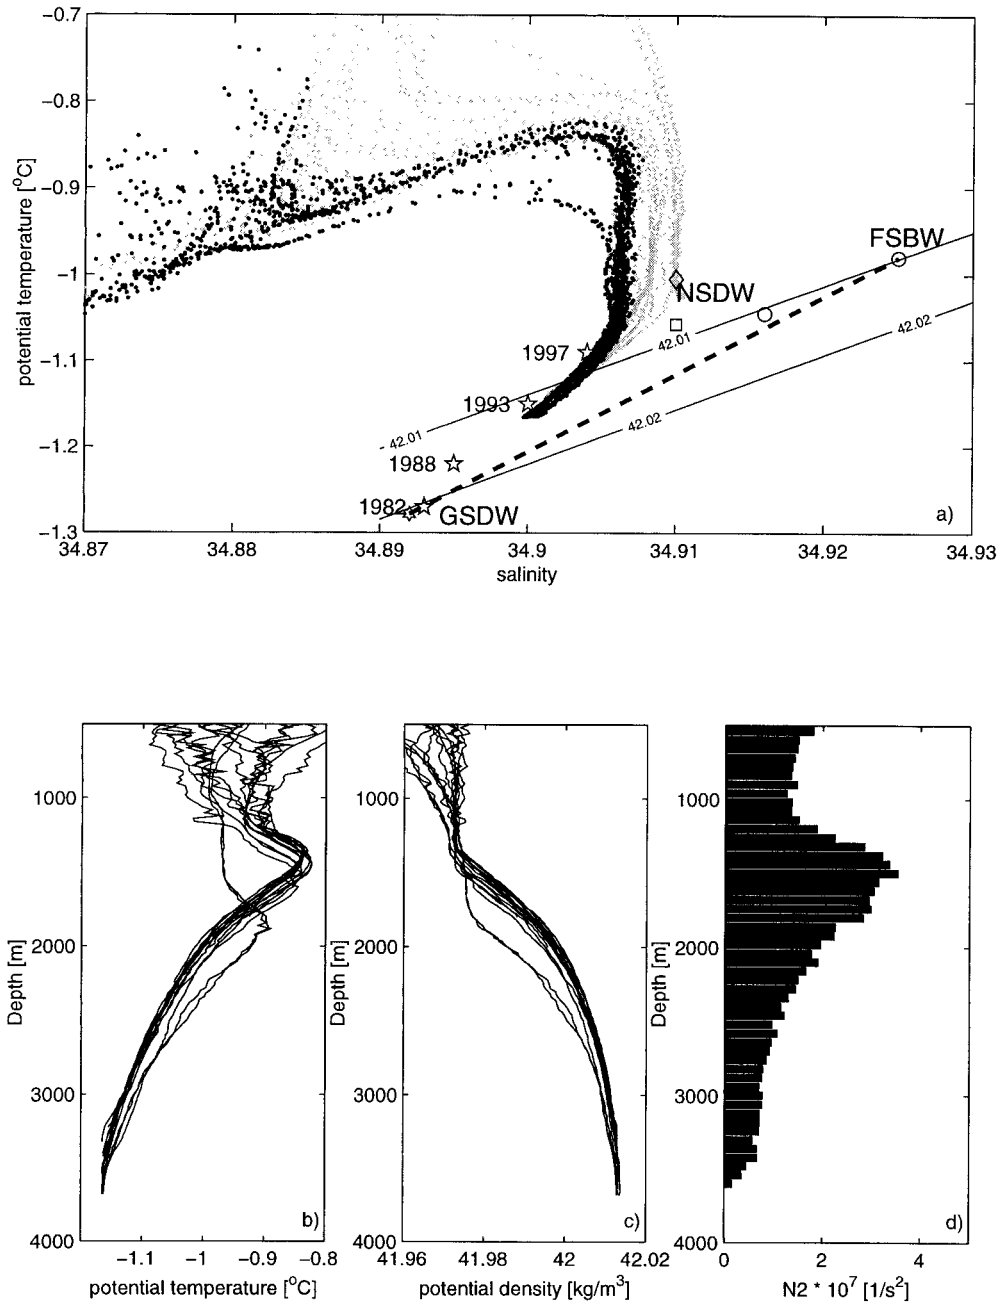 −0.7
−0.8
−0.9
−1
−1.1
−1.2
−1.3
potential temperature [°C]
FSBW
NSDW
42.01
42.02
1997
1993
42.01
42.02
1988
1982
GSDW
a)
34.87 34.88 34.89 34.9 34.91 34.92 34.93
salinity
1000
2000
3000
4000
Depth [m]
b)
−1.1 −1 −0.9 −0.8
potential temperature [°C]
1000
2000
3000
4000
Depth [m]
c)
41.96 41.98 42 42.02
potential density [kg/m³]
1000
2000
3000
4000
Depth [m]
d)
0 2 4
N2 * 10⁷ [1/s²]